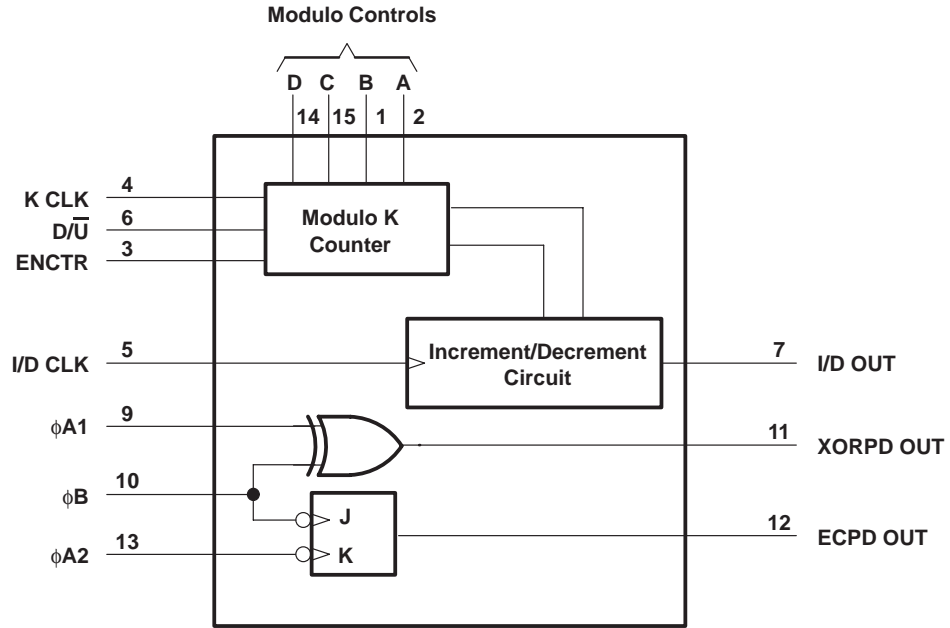 Modulo Controls
D C B A
14 15 1 2
K CLK 4
D/U̅ 6
ENCTR 3
Modulo K
Counter
I/D CLK 5
Increment/Decrement
Circuit
7 I/D OUT
ϕA1 9
11 XORPD OUT
ϕB 10
J
12 ECPD OUT
ϕA2 13
K